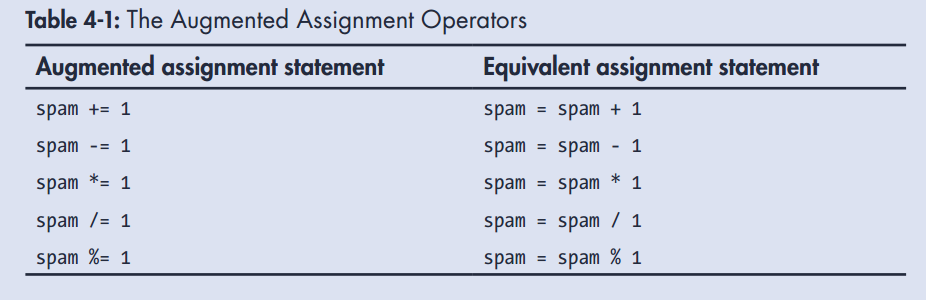 Table 4-1: The Augmented Assignment Operators
Augmented assignment statement Equivalent assignment statement
spam += 1 spam = spam + 1
spam -= 1 spam = spam - 1
spam *= 1 spam = spam * 1
spam /= 1 spam = spam / 1
spam %= 1 spam = spam % 1